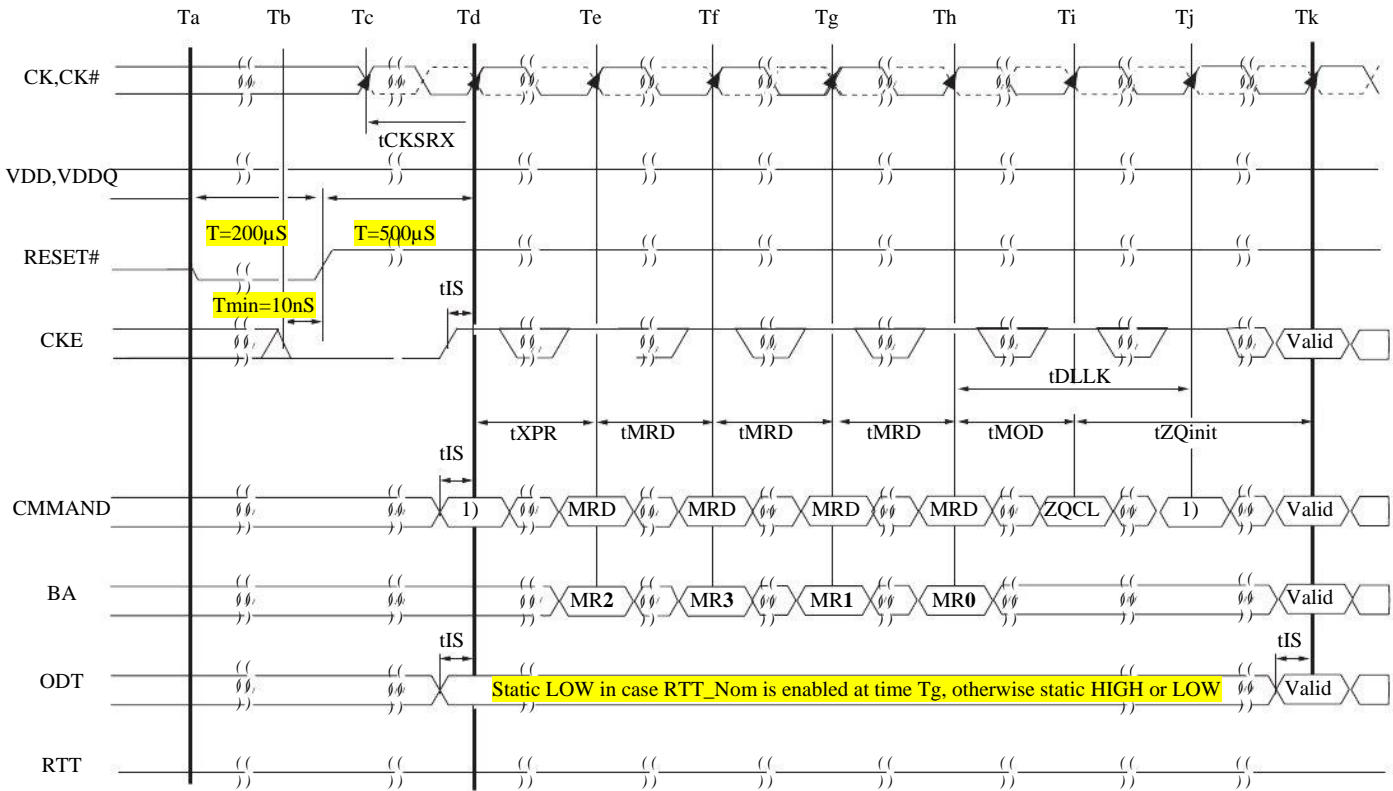 Ta Tb Tc Td Te Tf Tg Th Ti Tj Tk
CK,CK#
tCKSRX
VDD,VDDQ
T=200µS T=500µS
RESET#
Tmin=10nS tIS
CKE Valid
tDLLK
tXPR tMRD tMRD tMRD tMOD tZQinit
tIS
CMMAND 1) MRD MRD MRD MRD ZQCL 1) Valid
BA MR2 MR3 MR1 MR0 Valid
tIS tIS
ODT Static LOW in case RTT_Nom is enabled at time Tg, otherwise static HIGH or LOW Valid
RTT